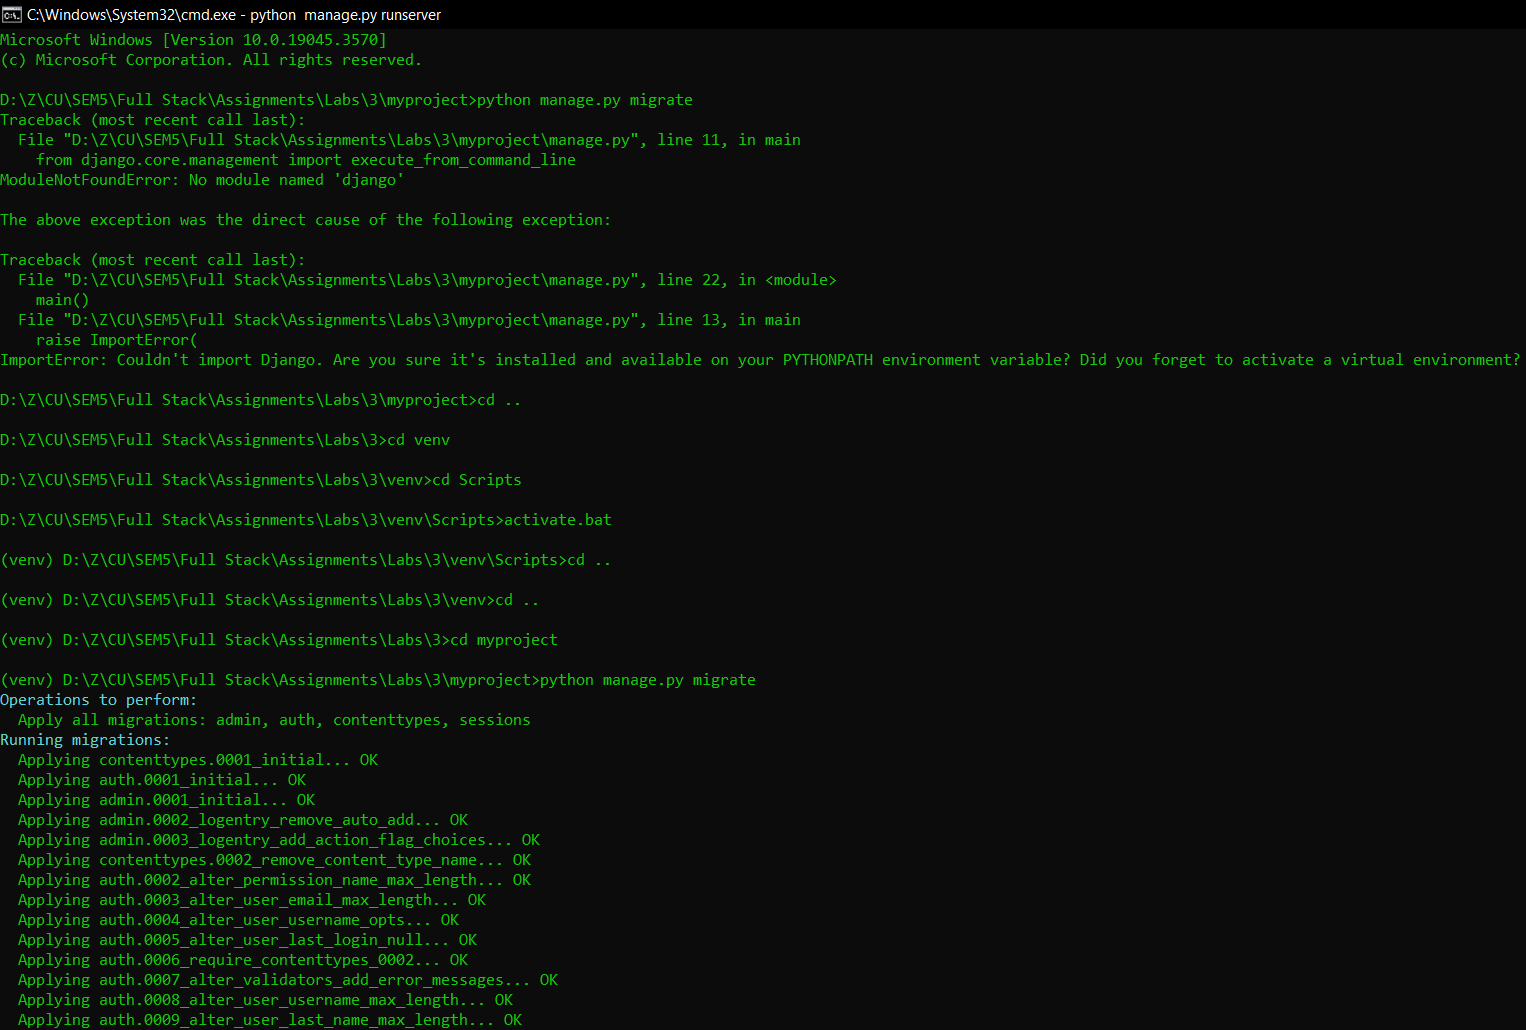 C:\Windows\System32\cmd.exe - python  manage.py runserver
Microsoft Windows [Version 10.0.19045.3570]
(c) Microsoft Corporation. All rights reserved.
D:\Z\CU\SEM5\Full Stack\Assignments\Labs\3\myproject>python manage.py migrate
Traceback (most recent call last):
  File "D:\Z\CU\SEM5\Full Stack\Assignments\Labs\3\myproject\manage.py", line 11, in main
    from django.core.management import execute_from_command_line
ModuleNotFoundError: No module named 'django'
The above exception was the direct cause of the following exception:
Traceback (most recent call last):
  File "D:\Z\CU\SEM5\Full Stack\Assignments\Labs\3\myproject\manage.py", line 22, in <module>
    main()
  File "D:\Z\CU\SEM5\Full Stack\Assignments\Labs\3\myproject\manage.py", line 13, in main
    raise ImportError(
ImportError: Couldn't import Django. Are you sure it's installed and available on your PYTHONPATH environment variable? Did you forget to activate a virtual environment?
D:\Z\CU\SEM5\Full Stack\Assignments\Labs\3\myproject>cd ..
D:\Z\CU\SEM5\Full Stack\Assignments\Labs\3>cd venv
D:\Z\CU\SEM5\Full Stack\Assignments\Labs\3\venv>cd Scripts
D:\Z\CU\SEM5\Full Stack\Assignments\Labs\3\venv\Scripts>activate.bat
(venv) D:\Z\CU\SEM5\Full Stack\Assignments\Labs\3\venv\Scripts>cd ..
(venv) D:\Z\CU\SEM5\Full Stack\Assignments\Labs\3\venv>cd ..
(venv) D:\Z\CU\SEM5\Full Stack\Assignments\Labs\3>cd myproject
(venv) D:\Z\CU\SEM5\Full Stack\Assignments\Labs\3\myproject>python manage.py migrate
Operations to perform:
  Apply all migrations: admin, auth, contenttypes, sessions
Running migrations:
  Applying contenttypes.0001_initial... OK
  Applying auth.0001_initial... OK
  Applying admin.0001_initial... OK
  Applying admin.0002_logentry_remove_auto_add... OK
  Applying admin.0003_logentry_add_action_flag_choices... OK
  Applying contenttypes.0002_remove_content_type_name... OK
  Applying auth.0002_alter_permission_name_max_length... OK
  Applying auth.0003_alter_user_email_max_length... OK
  Applying auth.0004_alter_user_username_opts... OK
  Applying auth.0005_alter_user_last_login_null... OK
  Applying auth.0006_require_contenttypes_0002... OK
  Applying auth.0007_alter_validators_add_error_messages... OK
  Applying auth.0008_alter_user_username_max_length... OK
  Applying auth.0009_alter_user_last_name_max_length... OK